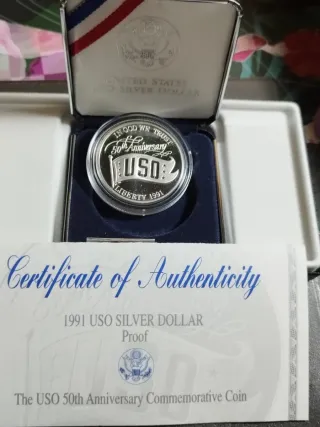 UNITED STATES
SILVER DOLLAR
IN GOD WE TRUST
50th Anniversary
USO
LIBERTY 1991
Certificate of Authenticity
1991 USO SILVER DOLLAR
Proof
The USO 50th Anniversary Commemorative Coin